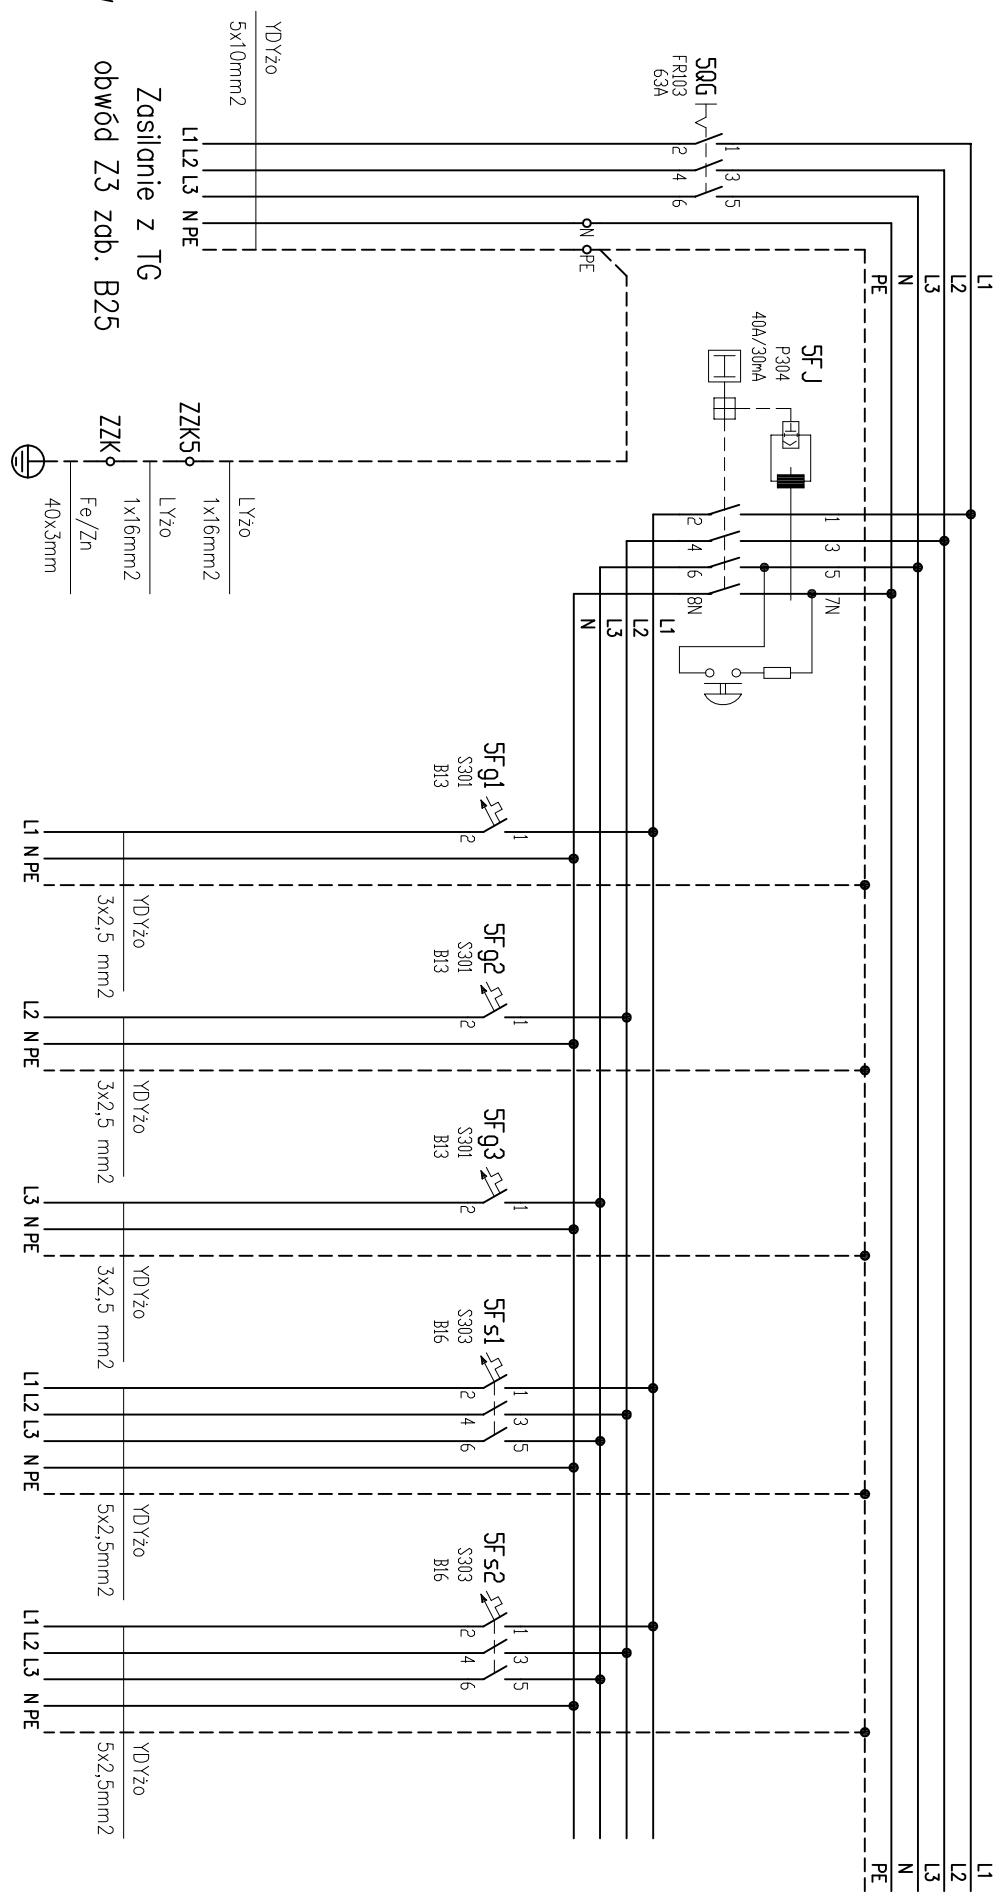 L1
L2
L3
N
PE
5QG
FR103
63A
1
3
5
2
4
6
N
PE
YDYżo
5x10mm2
L1 L2 L3 N PE
Zasilanie z TG
obwód Z3 zab. B25
5FJ
P304
40A/30mA
1
3
5
7N
2
4
6
8N
L1
L2
L3
N
ZZK5
ZZK
LYżo
1x16mm2
LYżo
1x16mm2
Fe/Zn
40x3mm
5Fg1
S301
B13
1
2
L1 N PE
YDYżo
3x2,5 mm2
5Fg2
S301
B13
1
2
L2 N PE
YDYżo
3x2,5 mm2
5Fg3
S301
B13
1
2
L3 N PE
YDYżo
3x2,5 mm2
5Fs1
S303
B16
1
3
5
2
4
6
L1 L2 L3 N PE
YDYżo
5x2,5mm2
5Fs2
S303
B16
1
3
5
2
4
6
L1 L2 L3 N PE
YDYżo
5x2,5mm2
L1
L2
L3
N
PE